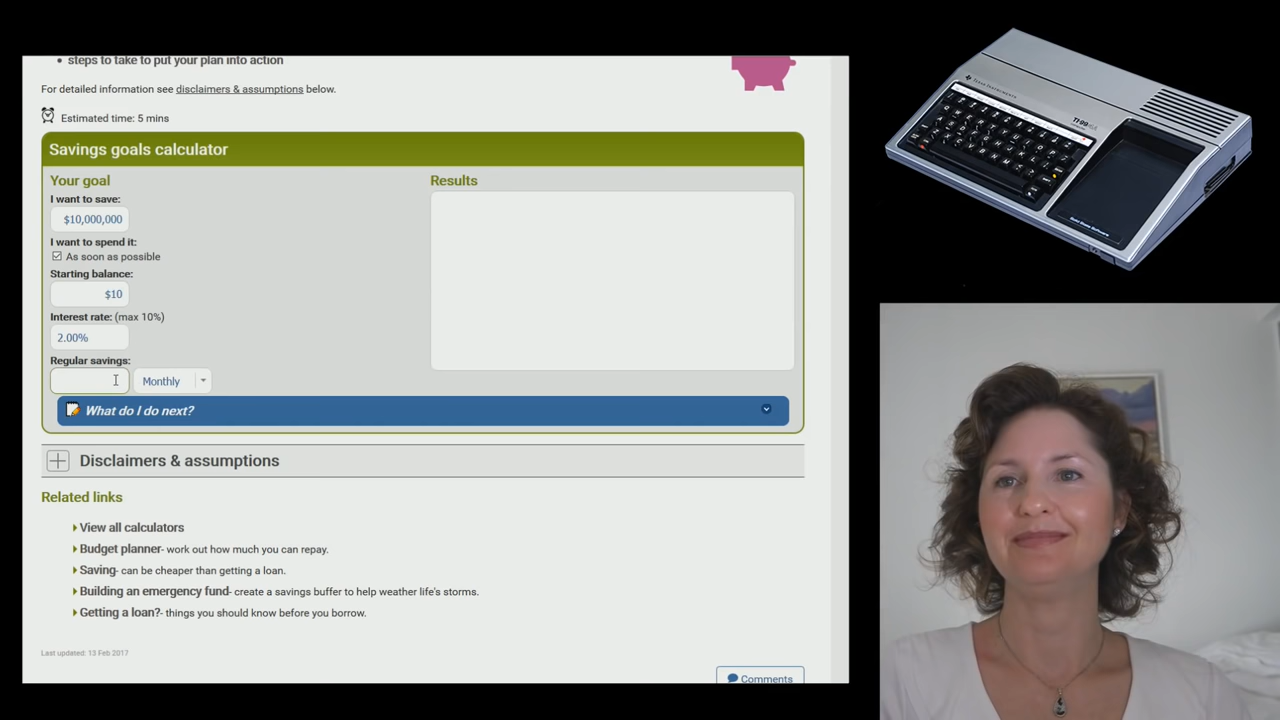 steps to take to put your plan into action
For detailed information see disclaimers & assumptions below.
Estimated time: 5 mins
Savings goals calculator
Your goal
I want to save:
$10,000,000
I want to spend it:
As soon as possible
Starting balance:
$10
Interest rate: (max 10%)
2.00%
Regular savings:
Monthly
Results
What do I do next?
Disclaimers & assumptions
Related links
View all calculators
Budget planner- work out how much you can repay.
Saving- can be cheaper than getting a loan.
Building an emergency fund- create a savings buffer to help weather life's storms.
Getting a loan?- things you should know before you borrow.
Last updated: 13 Feb 2017
Comments
Texas Instruments
TI-99/4A